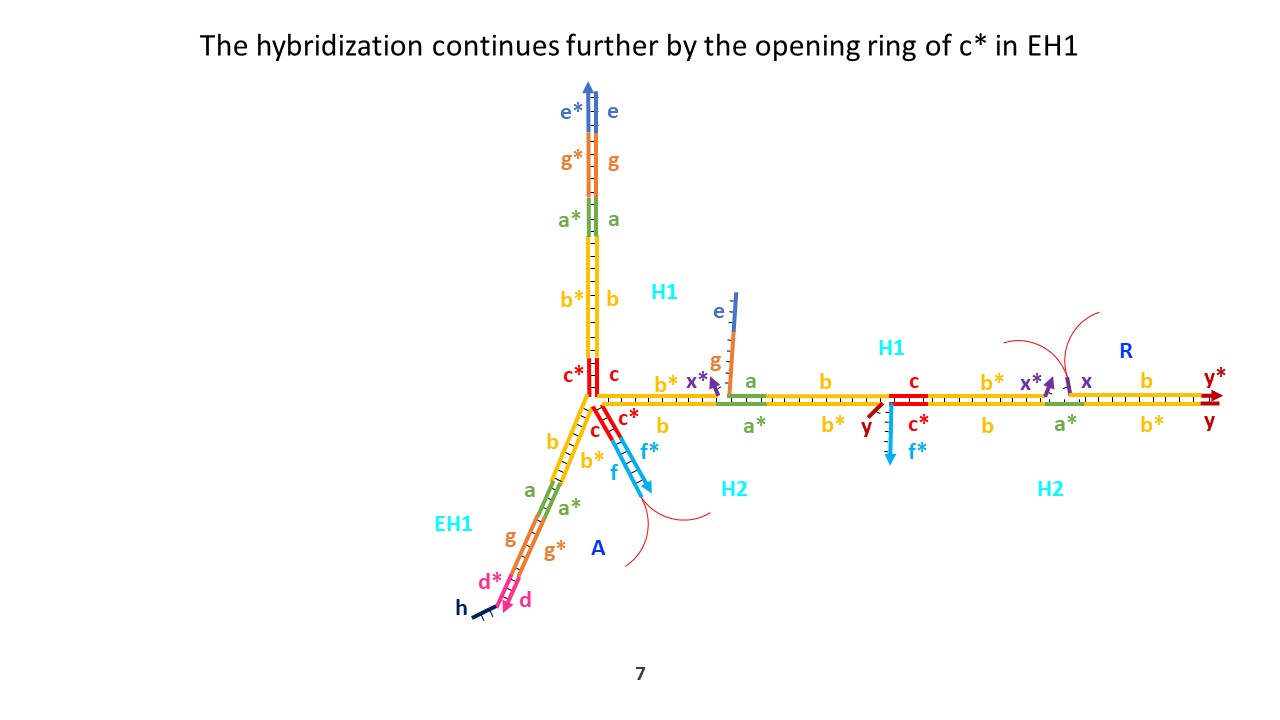 The hybridization continues further by the opening ring of c* in EH1
e* e
g* g
a* a
b* b
H1
e
H1
R
g
c* c
b* x* a b c b* x* x b y*
c c* b a* b* y c* b a* b* y
b b* f f* f*
a a* H2 H2
EH1 g g* A
d* d
h
7